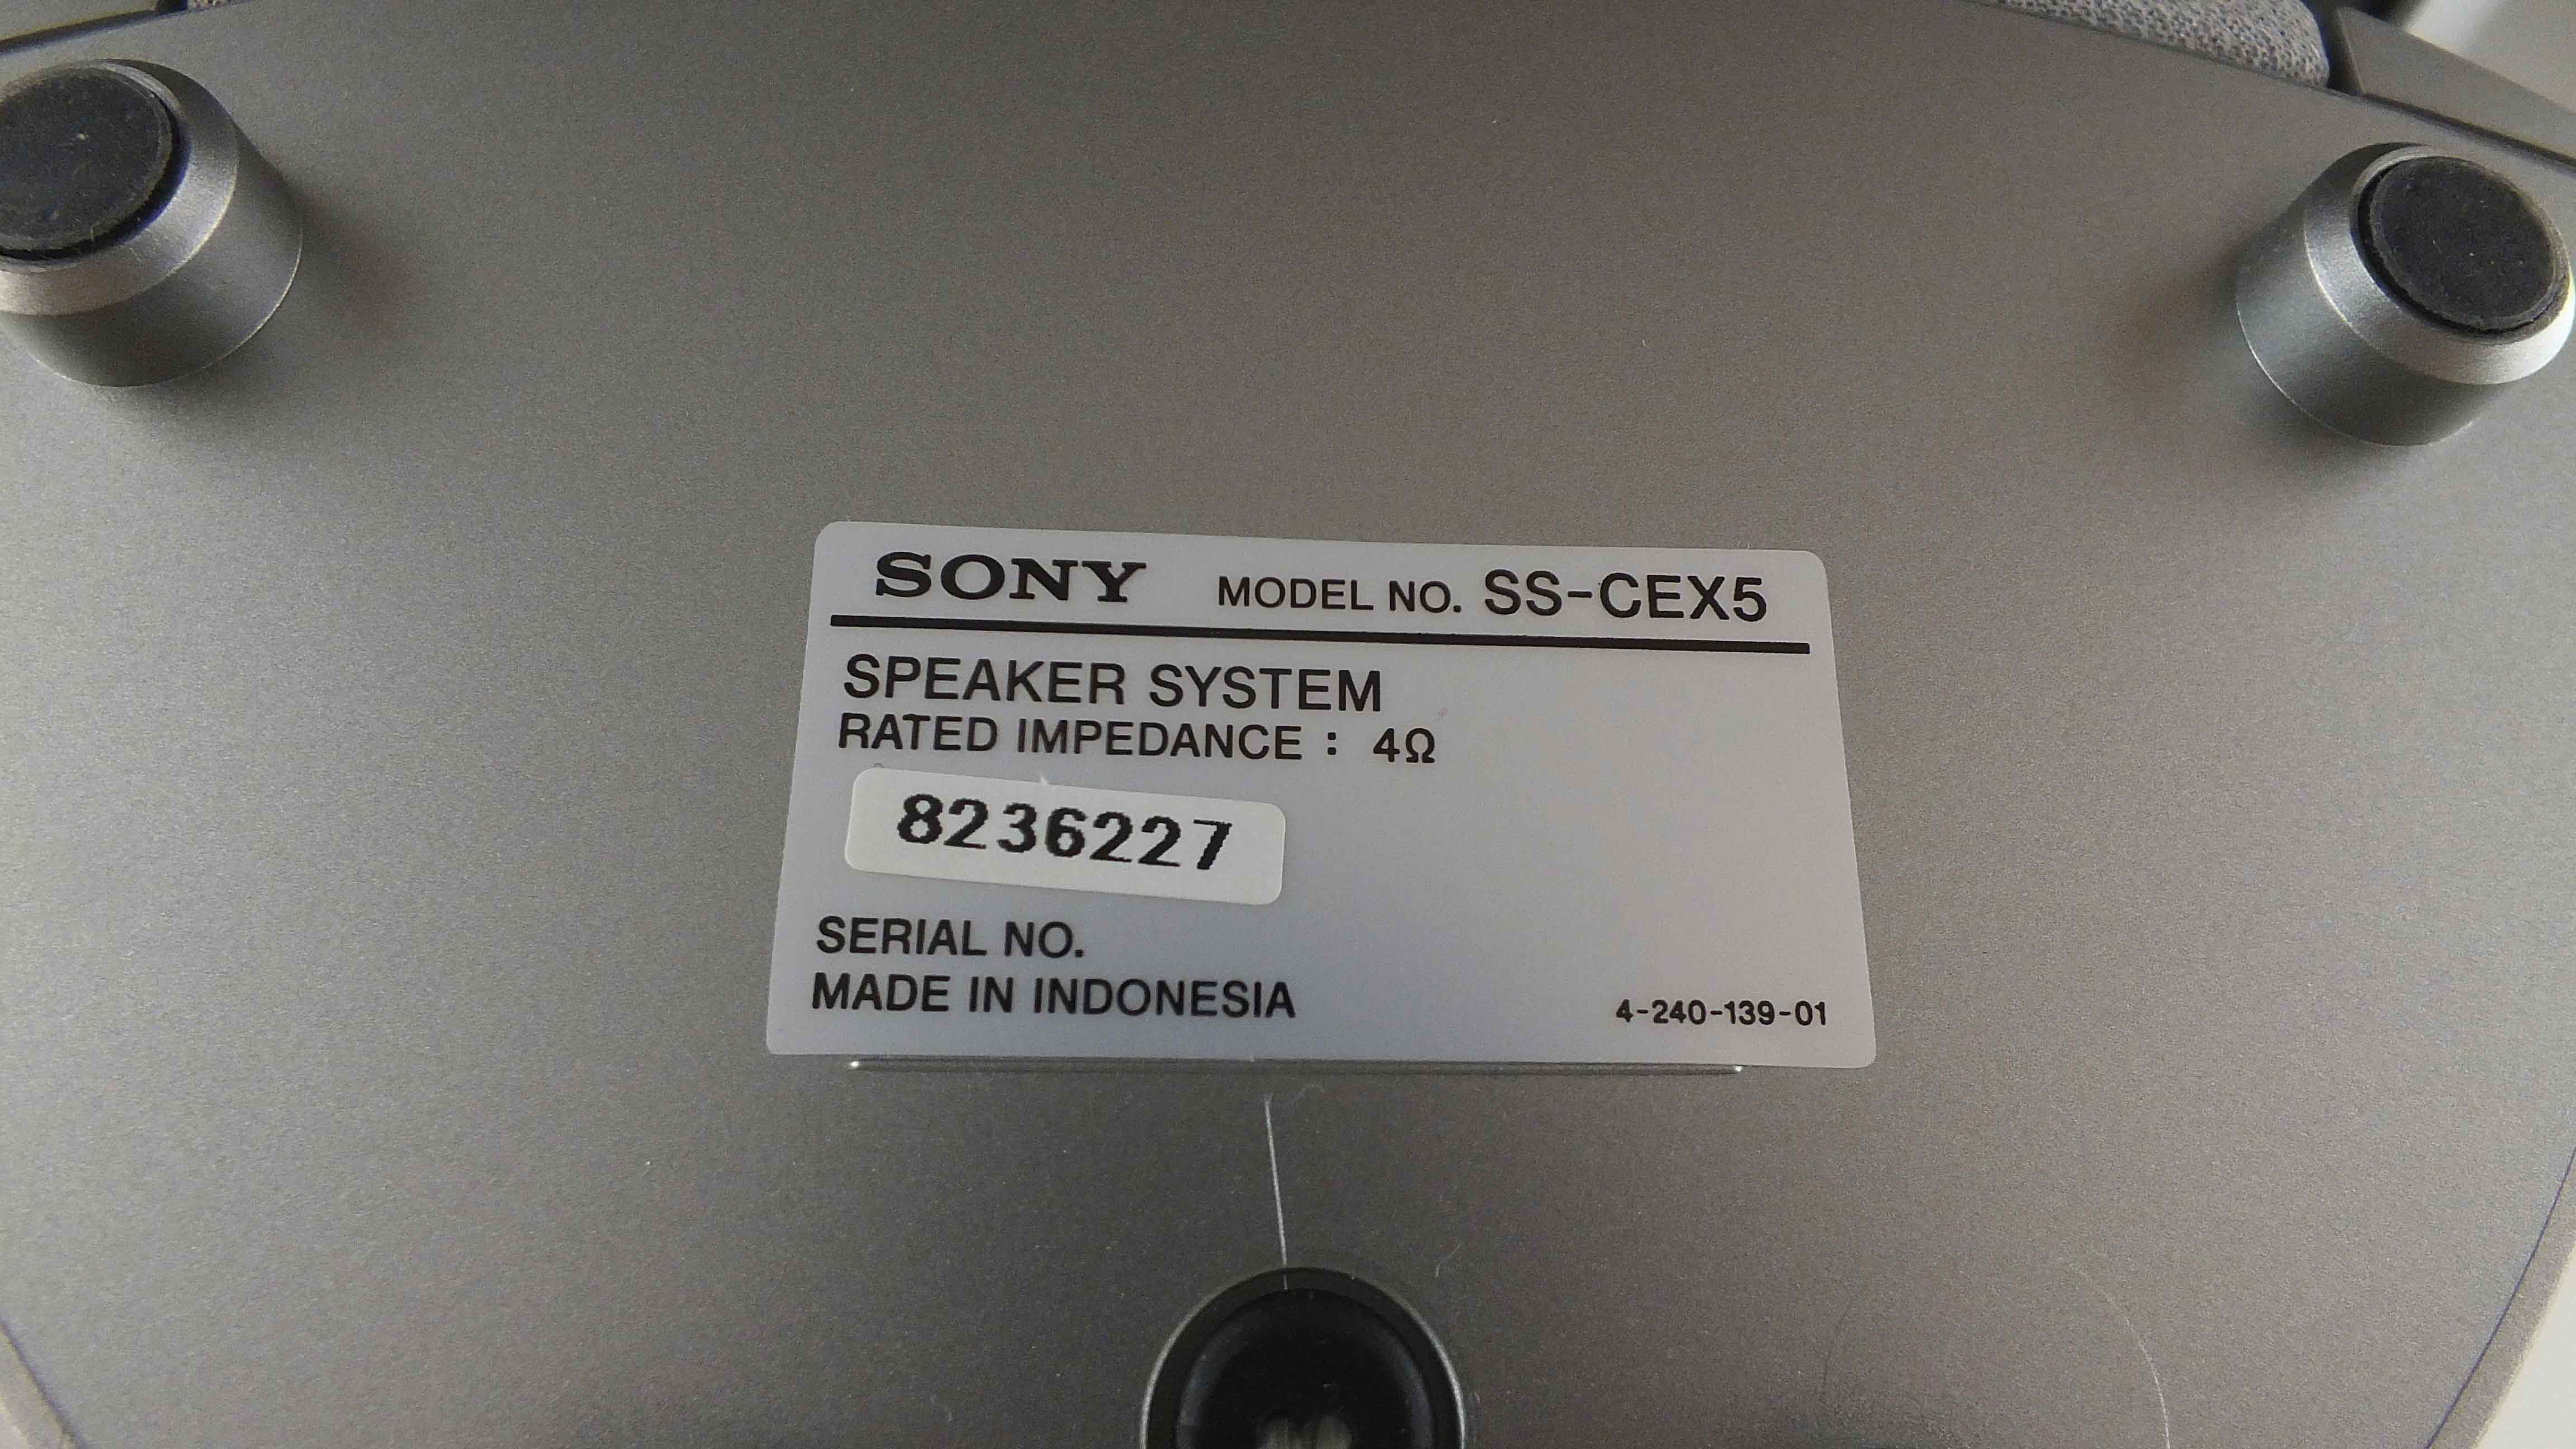 SONY MODEL NO. SS-CEX5
SPEAKER SYSTEM
RATED IMPEDANCE : 4Ω
8236227
SERIAL NO.
MADE IN INDONESIA 4-240-139-01